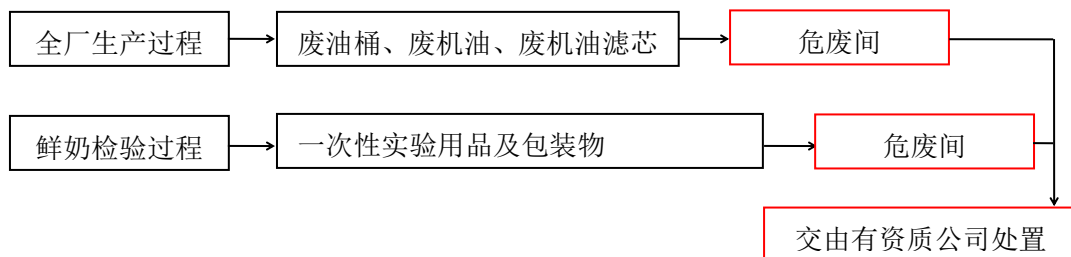 全厂生产过程
废油桶、废机油、废机油滤芯
危废间
鲜奶检验过程
一次性实验用品及包装物
危废间
交由有资质公司处置